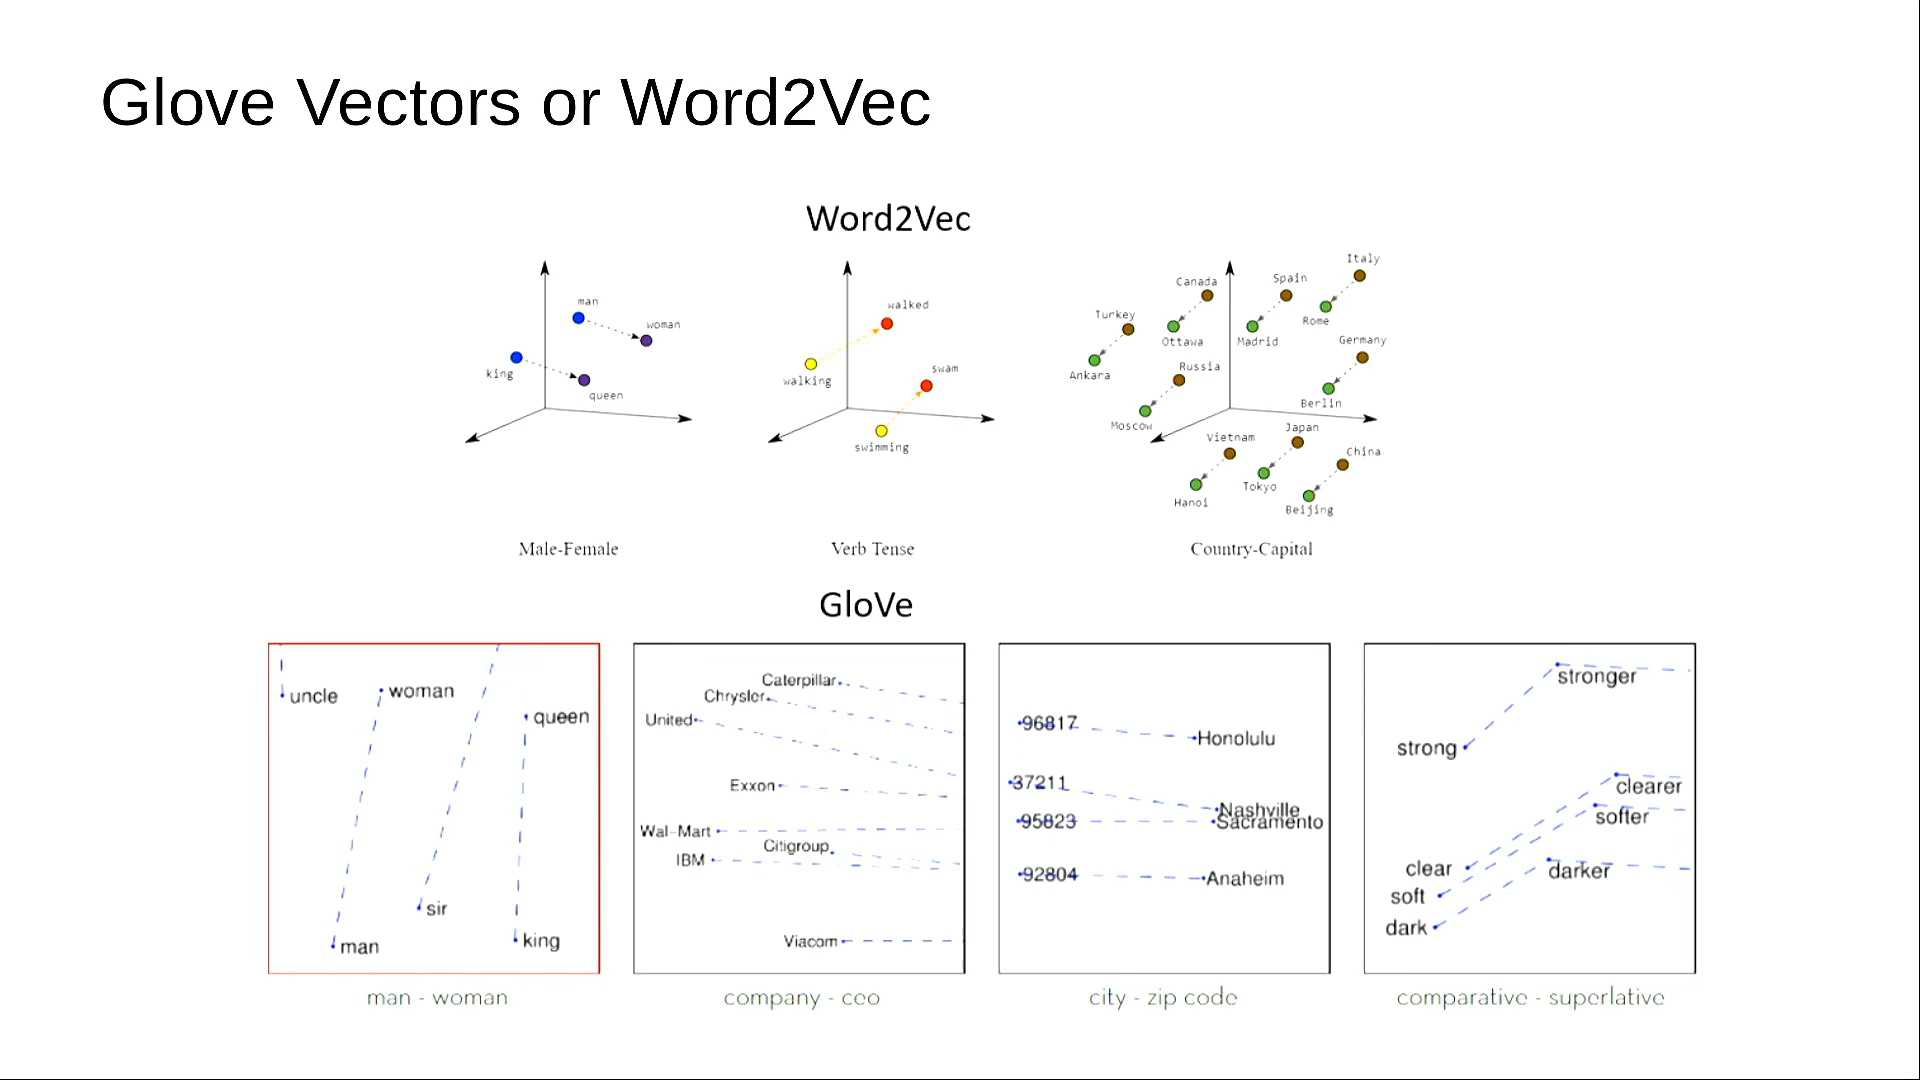 Glove Vectors or Word2Vec
Word2Vec
man
woman
king
queen
Male-Female
walked
walking
swam
swimming
Verb Tense
Italy
Canada
Spain
Turkey
Rome
Ottawa
Madrid
Germany
Ankara
Russia
Berlin
Moscow
Vietnam
Japan
China
Hanoi
Tokyo
Beijing
Country-Capital
GloVe
uncle
woman
queen
sir
man
king
man - woman
Caterpillar
Chrysler
United
Exxon
Wal-Mart
Citigroup
IBM
Viacom
company - ceo
96817
Honolulu
37211
Nashville
95823
Sacramento
92804
Anaheim
city - zip code
stronger
strong
clearer
softer
clear
darker
soft
dark
comparative - superlative